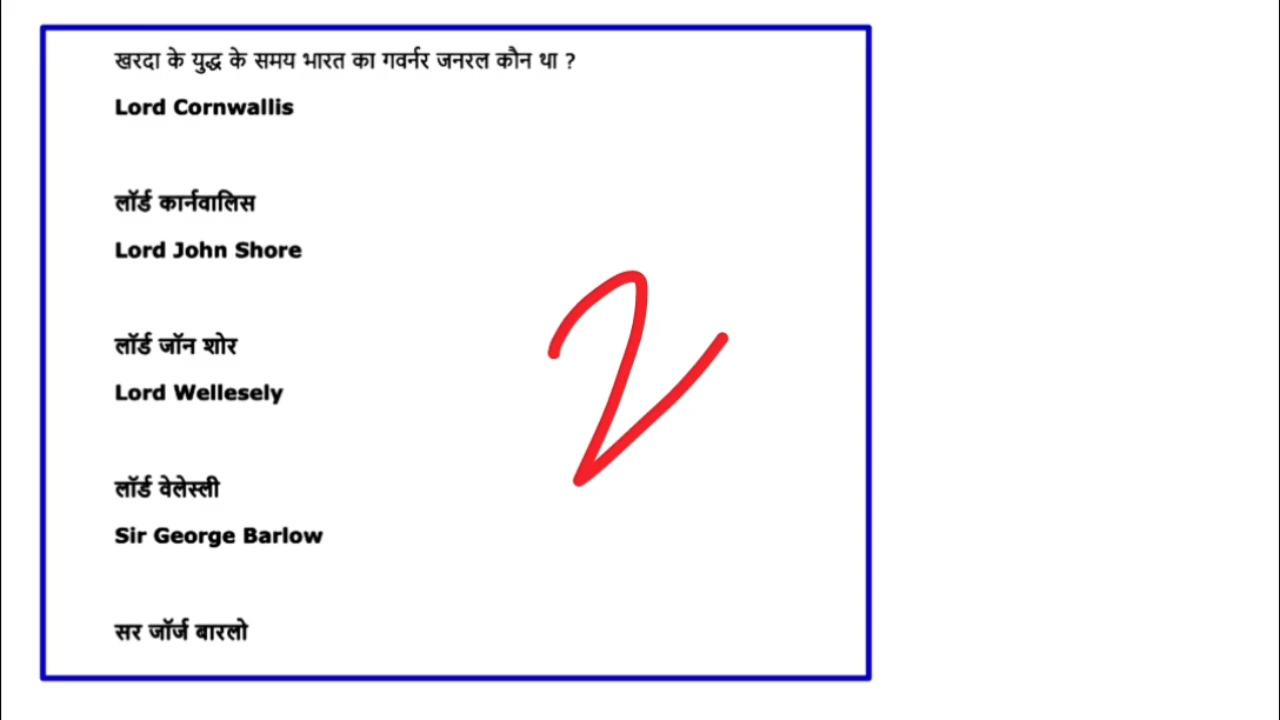 खरदा के युद्ध के समय भारत का गवर्नर जनरल कौन था ?
Lord Cornwallis
लॉर्ड कार्नवालिस
Lord John Shore
लॉर्ड जॉन शोर
2
Lord Wellesely
लॉर्ड वेलेस्ली
Sir George Barlow
सर जॉर्ज बारलो